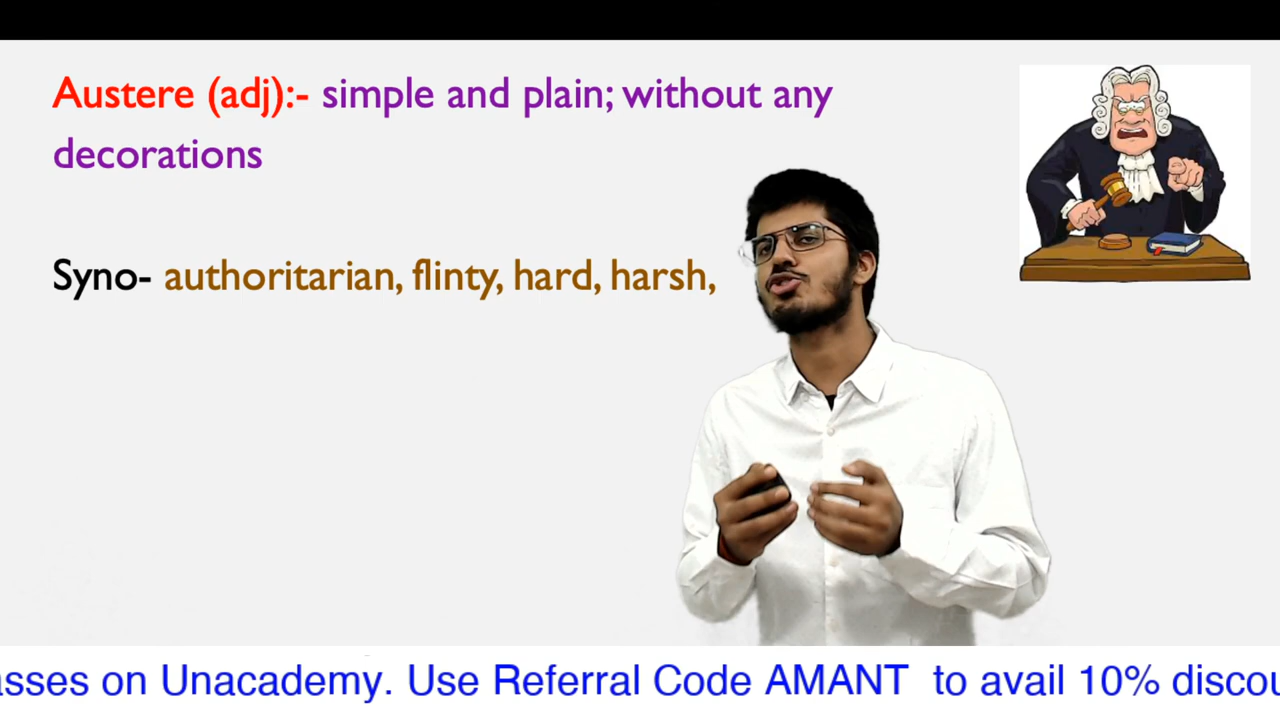 Austere (adj):- simple and plain; without any
decorations
Syno- authoritarian, flinty, hard, harsh,
asses on Unacademy. Use Referral Code AMANT to avail 10% discou